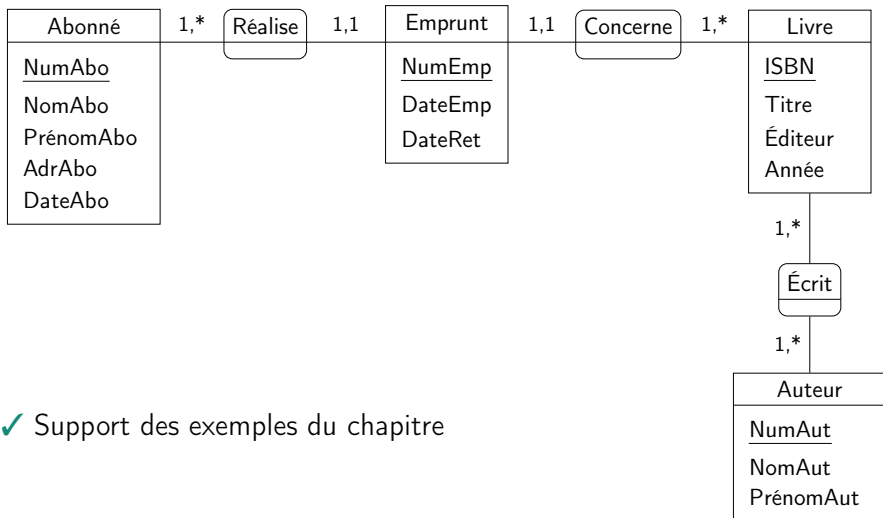 Abonné
NumAbo
NomAbo
PrénomAbo
AdrAbo
DateAbo
1,*
Réalise
1,1
Emprunt
NumEmp
DateEmp
DateRet
1,1
Concerne
1,*
Livre
ISBN
Titre
Éditeur
Année
1,*
Écrit
1,*
Auteur
NumAut
NomAut
PrénomAut
✓ Support des exemples du chapitre